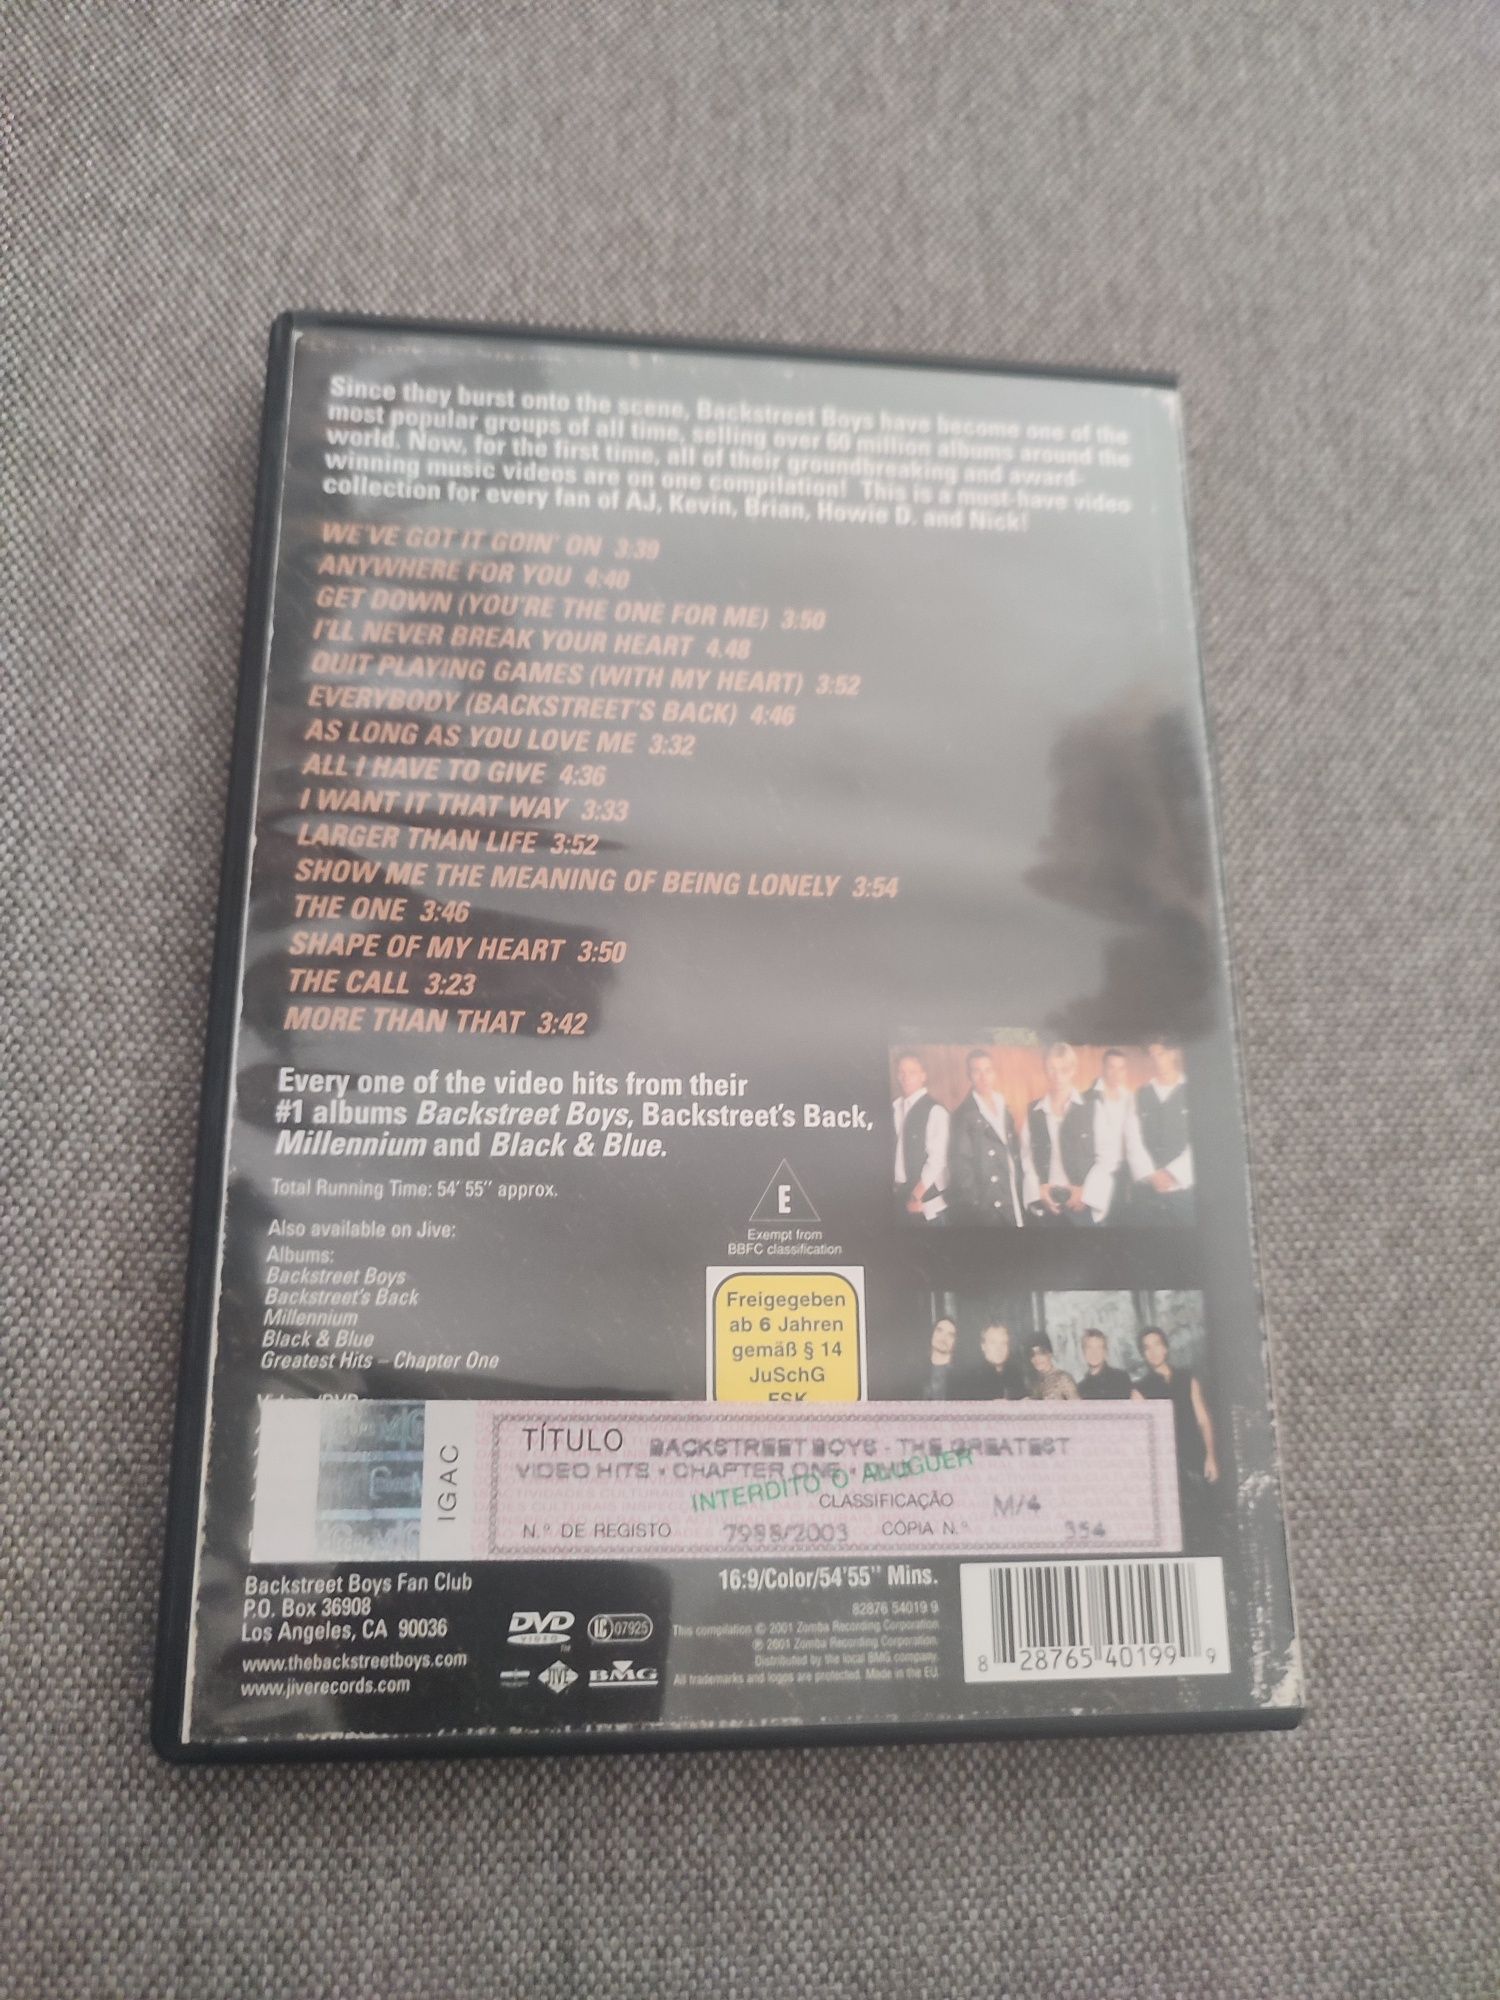 Since they burst onto the scene, Backstreet Boys have become one of the
most popular groups of all time, selling over 60 million albums around the
world. Now, for the first time, all of their groundbreaking and award-
winning music videos are on one compilation! This is a must-have video
collection for every fan of AJ, Kevin, Brian, Howie D. and Nick!
WE'VE GOT IT GOIN' ON 3:39
ANYWHERE FOR YOU 4:40
GET DOWN (YOU'RE THE ONE FOR ME) 3:50
I'LL NEVER BREAK YOUR HEART 4.48
QUIT PLAYING GAMES (WITH MY HEART) 3:52
EVERYBODY (BACKSTREET'S BACK) 4:46
AS LONG AS YOU LOVE ME 3:32
ALL I HAVE TO GIVE 4:36
I WANT IT THAT WAY 3:33
LARGER THAN LIFE 3:52
SHOW ME THE MEANING OF BEING LONELY 3:54
THE ONE 3:46
SHAPE OF MY HEART 3:50
THE CALL 3:23
MORE THAN THAT 3:42
Every one of the video hits from their
#1 albums Backstreet Boys, Backstreet's Back,
Millennium and Black & Blue.
Total Running Time: 54' 55" approx.
Also available on Jive:
Albums:
Backstreet Boys
Backstreet's Back
Millennium
Black & Blue
Greatest Hits – Chapter One
E
Exempt from
BBFC classification
Freigegeben
ab 6 Jahren
gemäß § 14
JuSchG
FSK
IGAC
TÍTULO BACKSTREET BOYS - THE GREATEST
VIDEO HITS - CHAPTER ONE - DVD
INTERDITO O ALUGUER
CLASSIFICAÇÃO M/4
N.º DE REGISTO 7988/2003 CÓPIA N.º 354
Backstreet Boys Fan Club
P.O. Box 36908
Los Angeles, CA 90036
www.thebackstreetboys.com
www.jiverecords.com
DVD
VIDEO
LC 07925
JIVE
BMG
16:9/Color/54'55" Mins.
82876 54019 9
This compilation © 2001 Zomba Recording Corporation
℗ 2001 Zomba Recording Corporation
Distributed by the local BMG company
All trademarks and logos are protected. Made in the EU
8 28765 40199 9